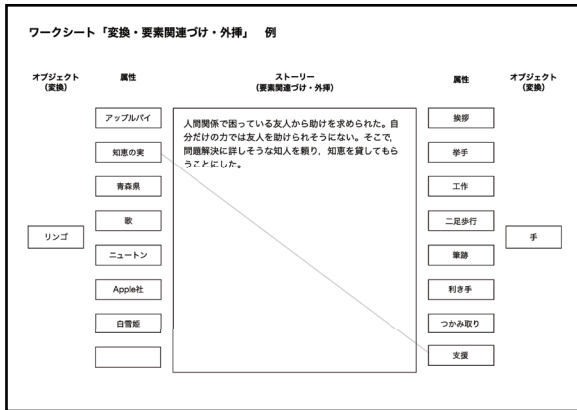 ワークシート「変換・要素関連づけ・外挿」 例
オブジェクト
(変換)
属性
ストーリー
(要素関連づけ・外挿)
属性
オブジェクト
(変換)
リンゴ
アップルパイ
知恵の実
青森県
歌
ニュートン
Apple社
白雪姫
人間関係で困っている友人から助けを求められた。自
分だけの力では友人を助けられそうにない。そこで,
問題解決に詳しそうな知人を頼り,知恵を貸してもら
うことにした。
挨拶
挙手
工作
二足歩行
筆跡
利き手
つかみ取り
支援
手